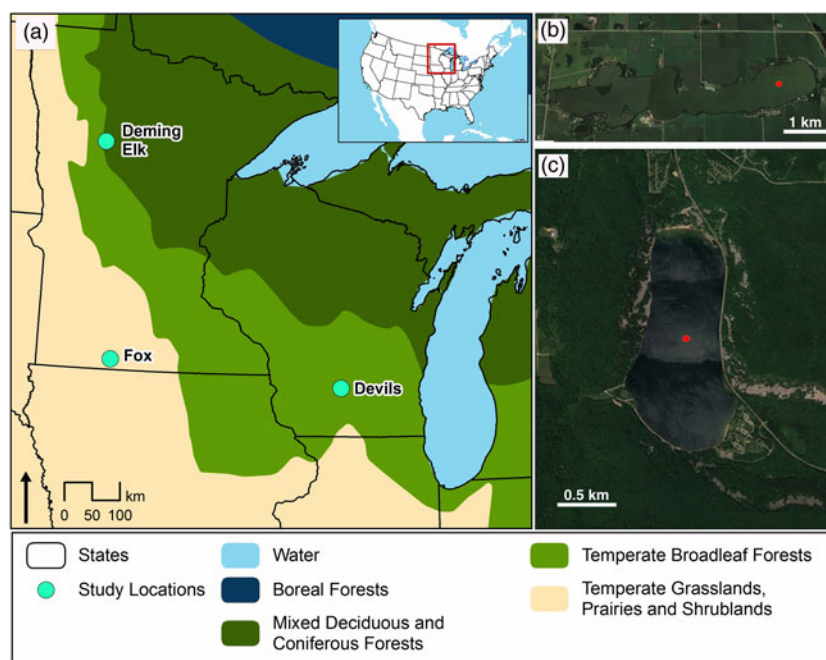 (a)
Deming
Elk
Fox
Devils
km
0 50 100
(b)
1 km
(c)
0.5 km
States
Study Locations
Water
Boreal Forests
Mixed Deciduous and
Coniferous Forests
Temperate Broadleaf Forests
Temperate Grasslands,
Prairies and Shrublands